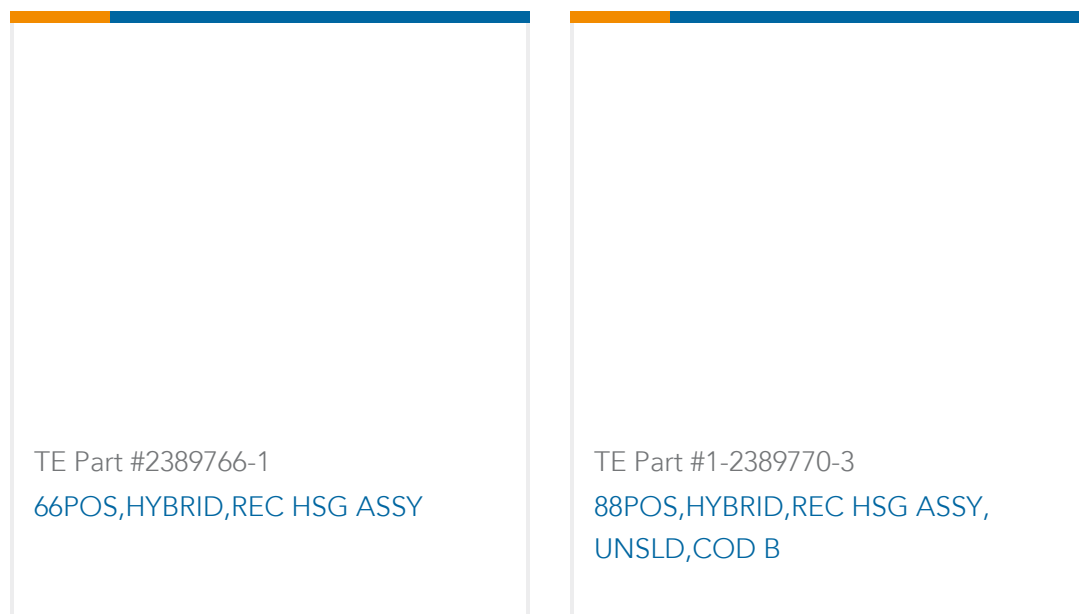 TE Part #2389766-1
66POS,HYBRID,REC HSG ASSY
TE Part #1-2389770-3
88POS,HYBRID,REC HSG ASSY,
UNSLD,COD B